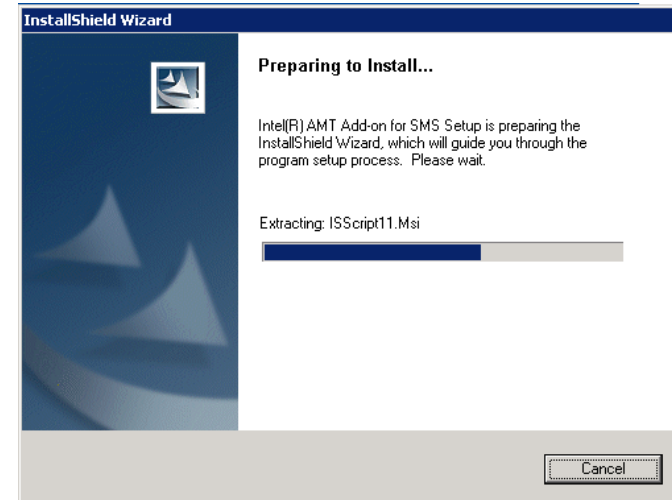 InstallShield Wizard
Preparing to Install...
Intel(R) AMT Add-on for SMS Setup is preparing the
InstallShield Wizard, which will guide you through the
program setup process. Please wait.
Extracting: ISScript11.Msi
Cancel